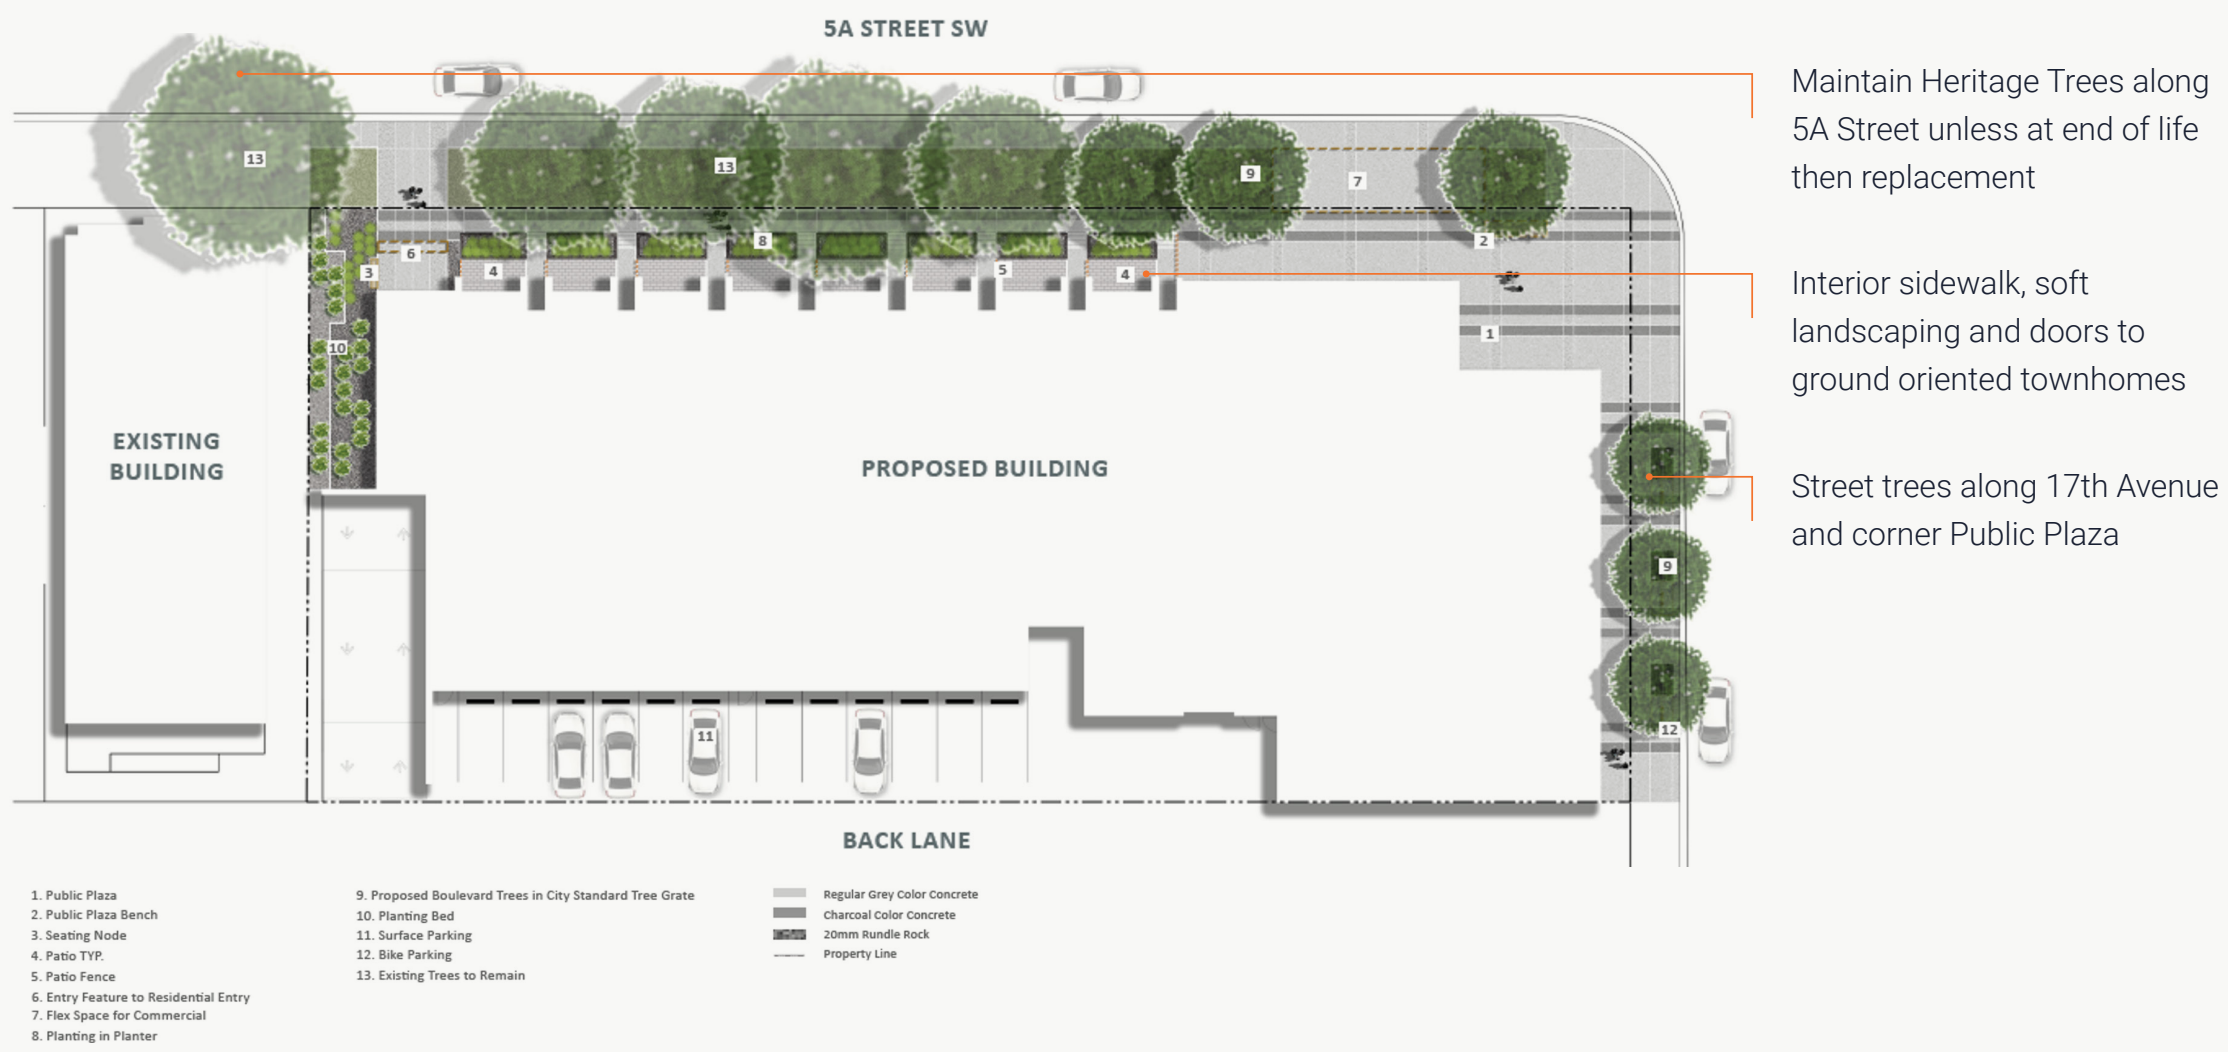 5A STREET SW
Maintain Heritage Trees along
5A Street unless at end of life
then replacement
Interior sidewalk, soft
landscaping and doors to
ground oriented townhomes
Street trees along 17th Avenue
and corner Public Plaza
13
13
9
7
8
2
6
3
4
5
4
1
10
EXISTING
BUILDING
PROPOSED BUILDING
9
11
12
BACK LANE
1. Public Plaza
2. Public Plaza Bench
3. Seating Node
4. Patio TYP.
5. Patio Fence
6. Entry Feature to Residential Entry
7. Flex Space for Commercial
8. Planting in Planter
9. Proposed Boulevard Trees in City Standard Tree Grate
10. Planting Bed
11. Surface Parking
12. Bike Parking
13. Existing Trees to Remain
Regular Grey Color Concrete
Charcoal Color Concrete
20mm Rundle Rock
Property Line